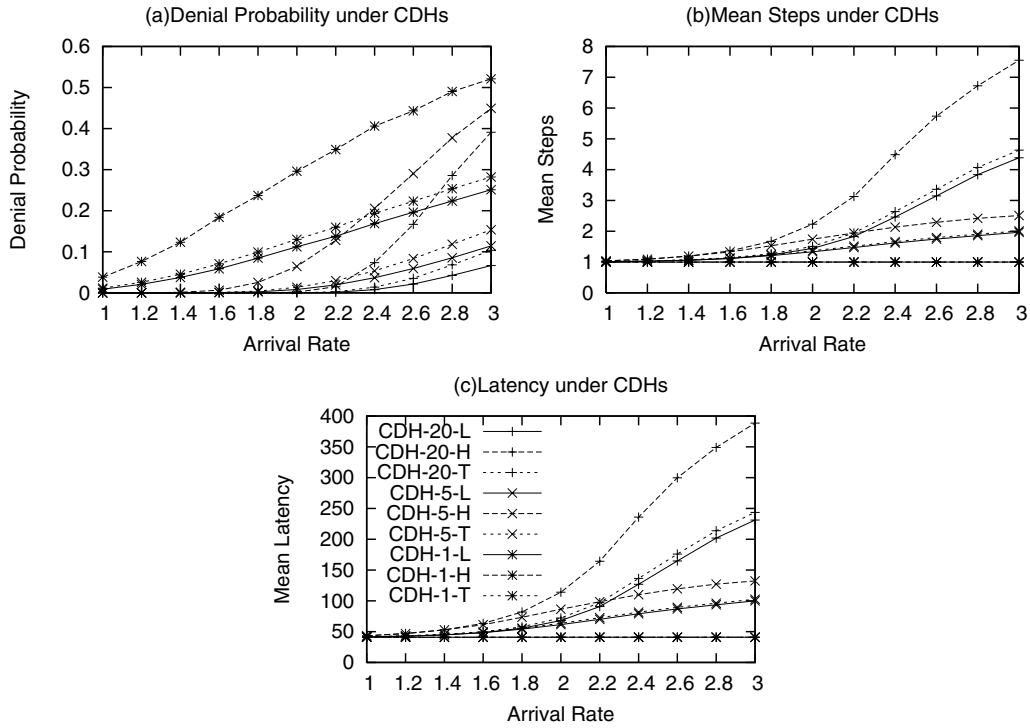 (a)Denial Probability under CDHs
0.6
0.5
0.4
0.3
0.2
0.1
0
1 1.2 1.4 1.6 1.8 2 2.2 2.4 2.6 2.8 3
Denial Probability
Arrival Rate
(b)Mean Steps under CDHs
8
7
6
5
4
3
2
1
0
1 1.2 1.4 1.6 1.8 2 2.2 2.4 2.6 2.8 3
Mean Steps
Arrival Rate
(c)Latency under CDHs
400
350
300
250
200
150
100
50
0
1 1.2 1.4 1.6 1.8 2 2.2 2.4 2.6 2.8 3
Mean Latency
Arrival Rate
CDH-20-L
CDH-20-H
CDH-20-T
CDH-5-L
CDH-5-H
CDH-5-T
CDH-1-L
CDH-1-H
CDH-1-T